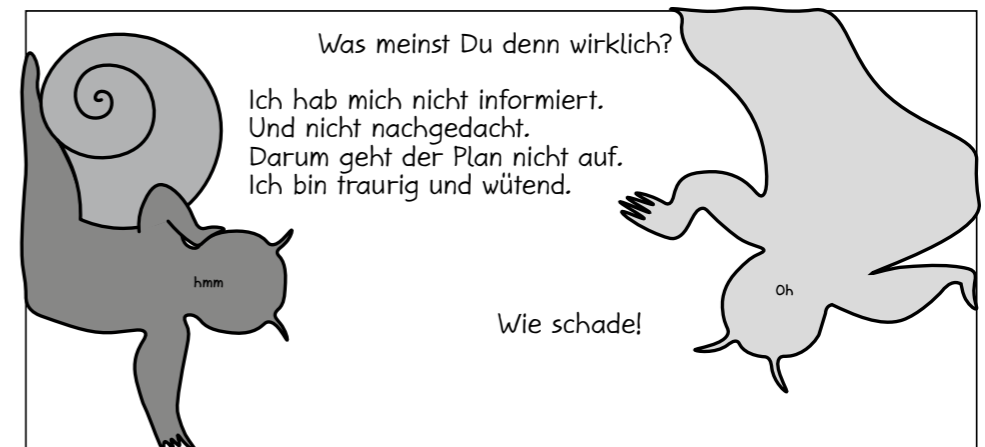 Was meinst Du denn wirklich?
Ich hab mich nicht informiert.
Und nicht nachgedacht.
Darum geht der Plan nicht auf.
Ich bin traurig und wütend.
hmm
Oh
Wie schade!